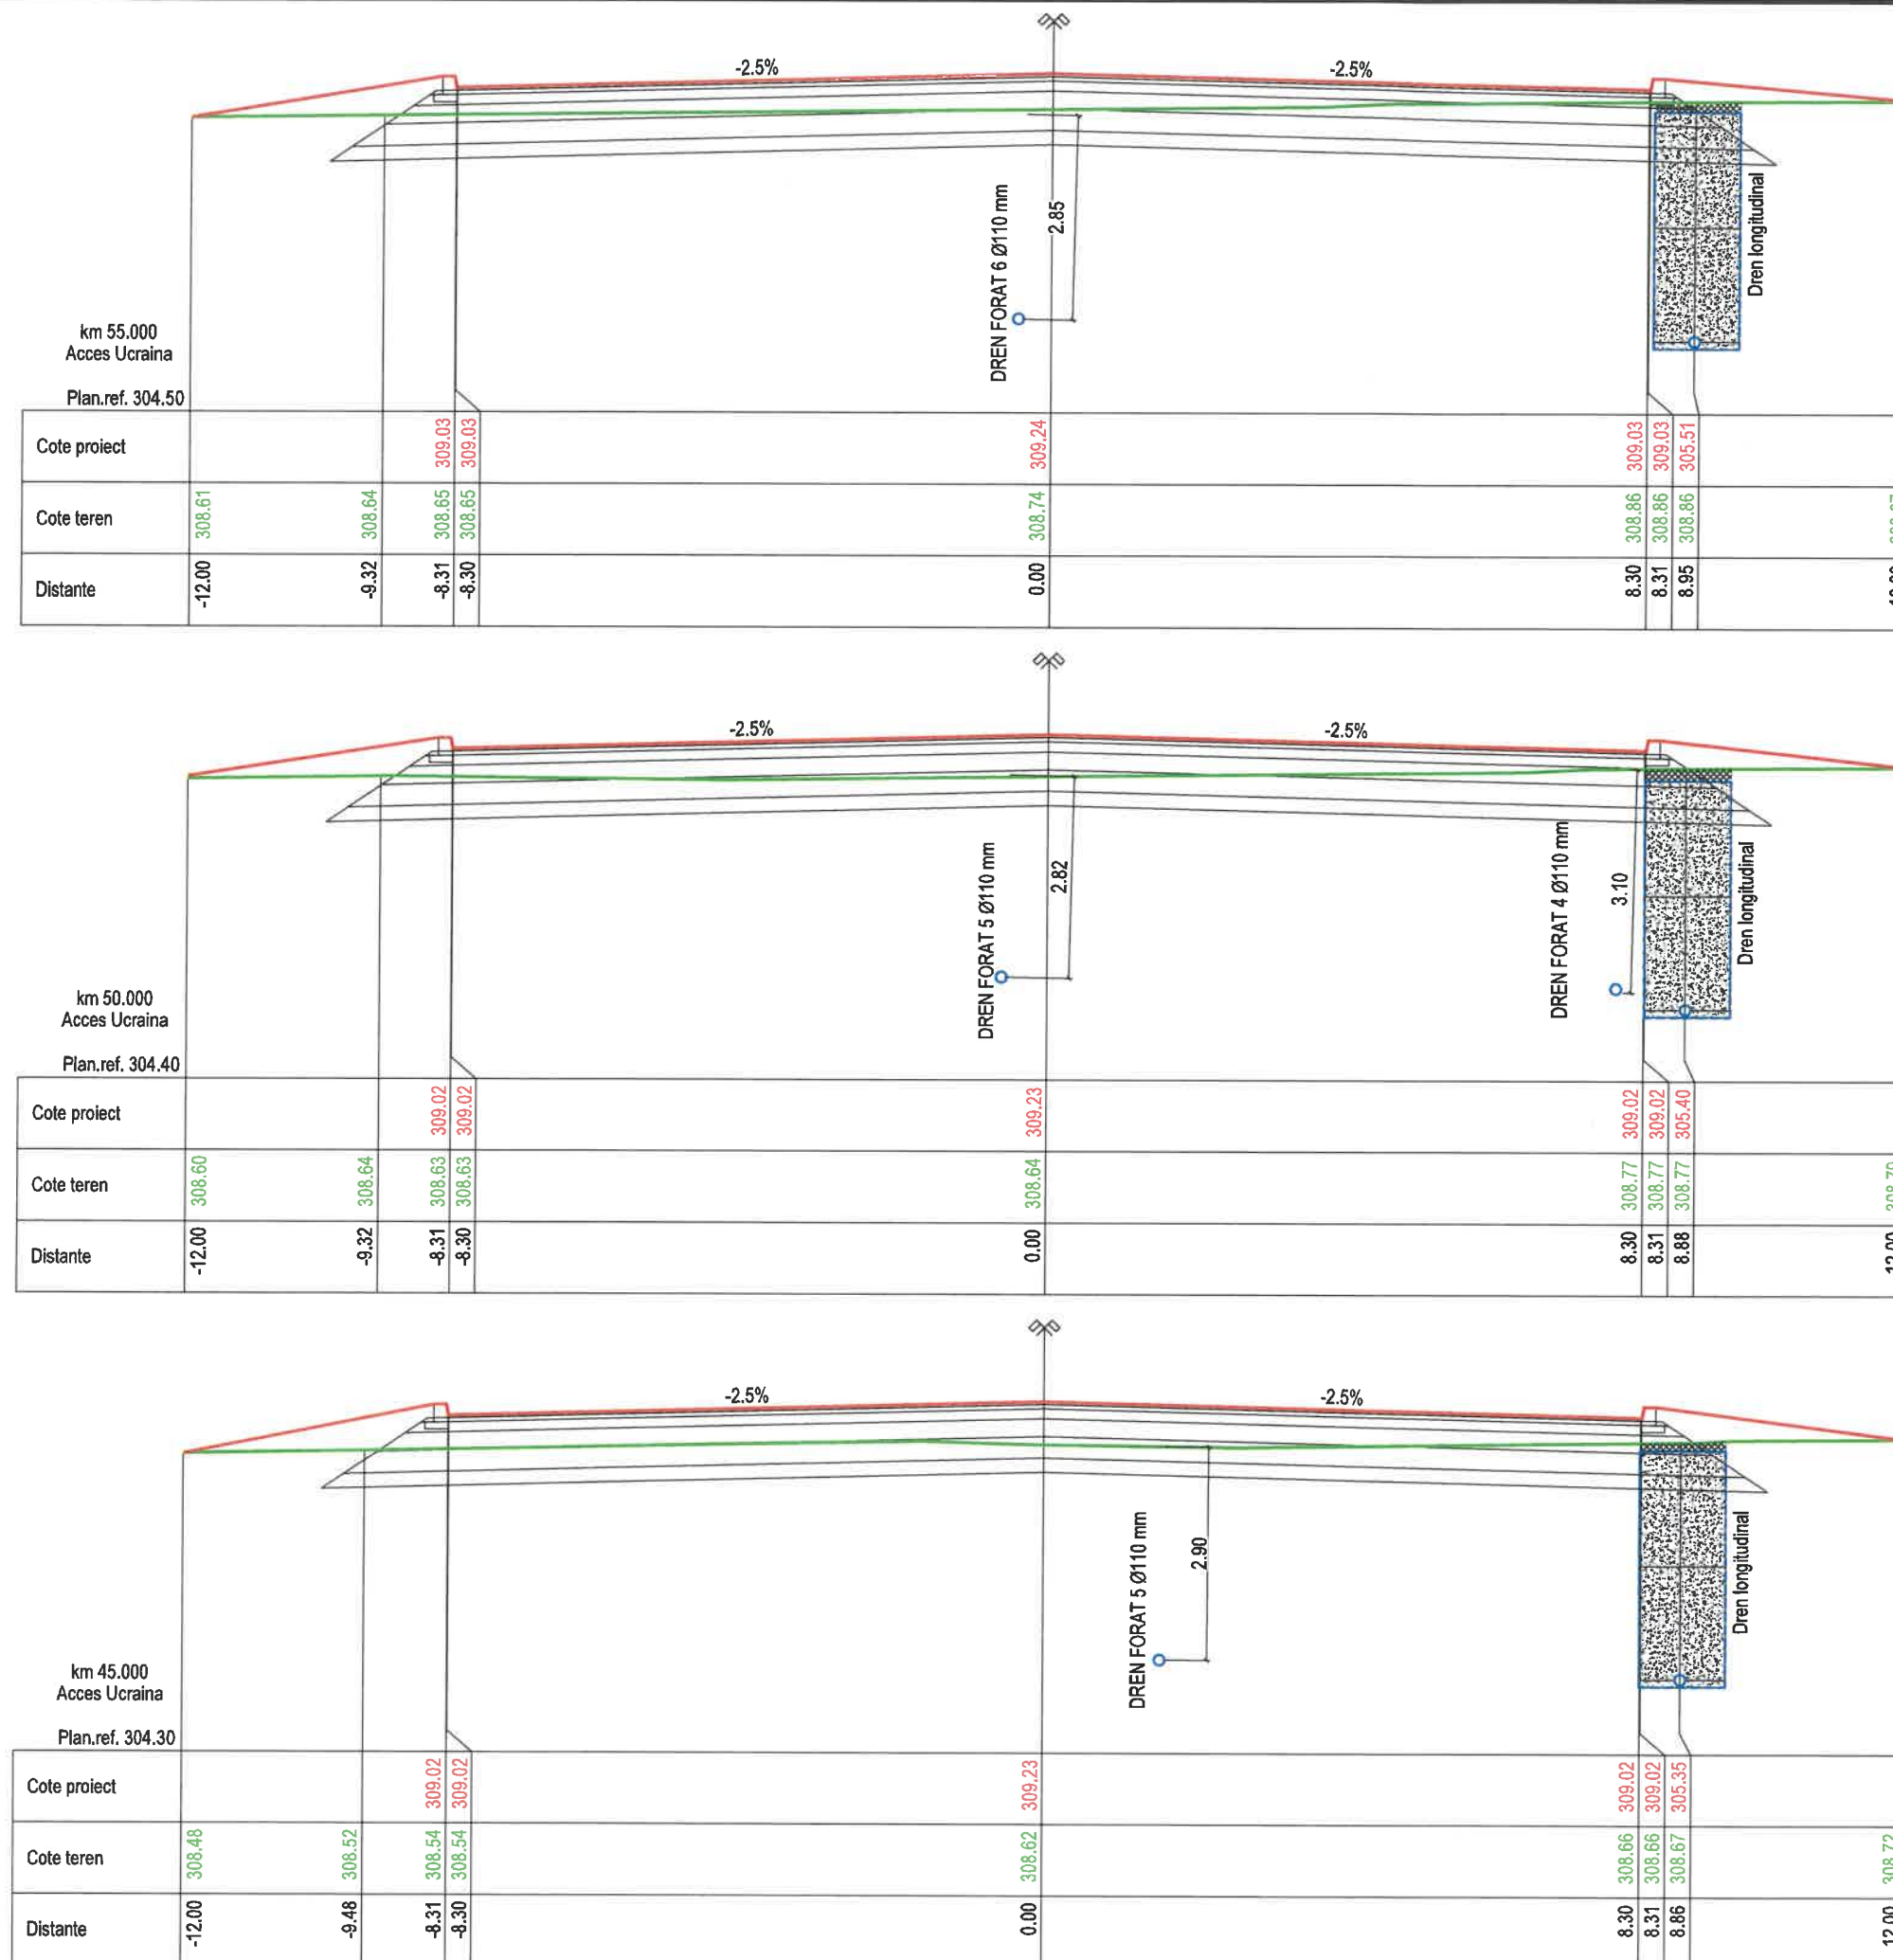 -2.5%
-2.5%
DREN FORAT 6 Ø110 mm
2.85
Dren longitudinal
km 55.000
Acces Ucraina
Plan.ref. 304.50
Cote proiect 309.03 309.03 309.24 309.03 309.03 305.51
Cote teren 308.61 308.64 308.65 308.65 308.74 308.86 308.86 308.86
Distante -12.00 -9.32 -8.31 -8.30 0.00 8.30 8.31 8.95
-2.5%
-2.5%
DREN FORAT 5 Ø110 mm
2.82
DREN FORAT 4 Ø110 mm
3.10
Dren longitudinal
km 50.000
Acces Ucraina
Plan.ref. 304.40
Cote proiect 309.02 309.02 309.23 309.02 309.02 305.40
Cote teren 308.60 308.64 308.63 308.63 308.64 308.77 308.77 308.77
Distante -12.00 -9.32 -8.31 -8.30 0.00 8.30 8.31 8.88 12.00
-2.5%
-2.5%
DREN FORAT 5 Ø110 mm
2.90
Dren longitudinal
km 45.000
Acces Ucraina
Plan.ref. 304.30
Cote proiect 309.02 309.02 309.23 309.02 309.02 305.35
Cote teren 308.48 308.52 308.54 308.54 308.62 308.66 308.66 308.67 308.72
Distante -12.00 -9.48 -8.31 -8.30 0.00 8.30 8.31 8.86 12.00